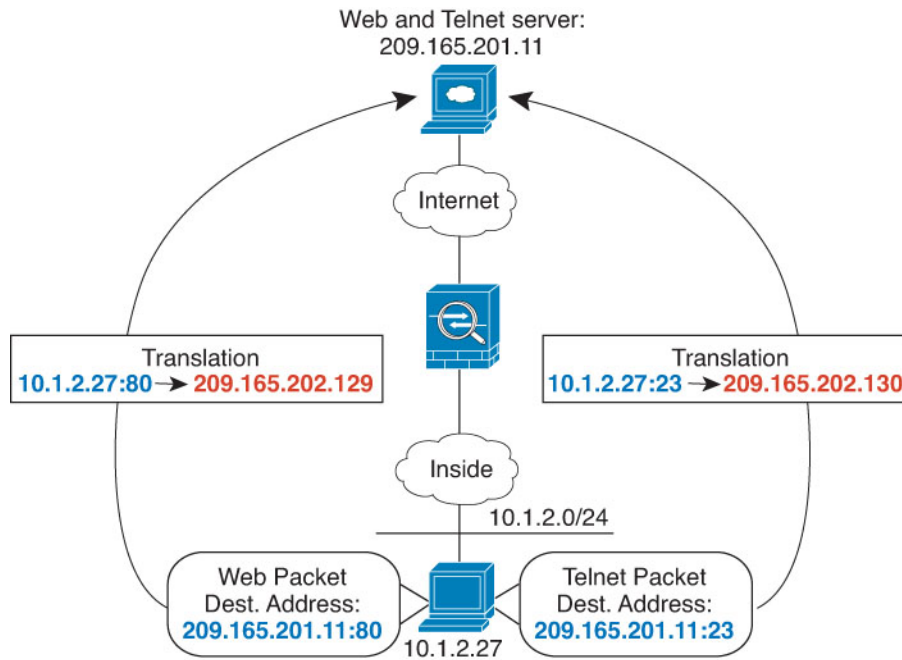 Web and Telnet server:
209.165.201.11
Internet
Translation
10.1.2.27:80 → 209.165.202.129
Translation
10.1.2.27:23 → 209.165.202.130
Inside
10.1.2.0/24
Web Packet
Dest. Address:
209.165.201.11:80
Telnet Packet
Dest. Address:
209.165.201.11:23
10.1.2.27